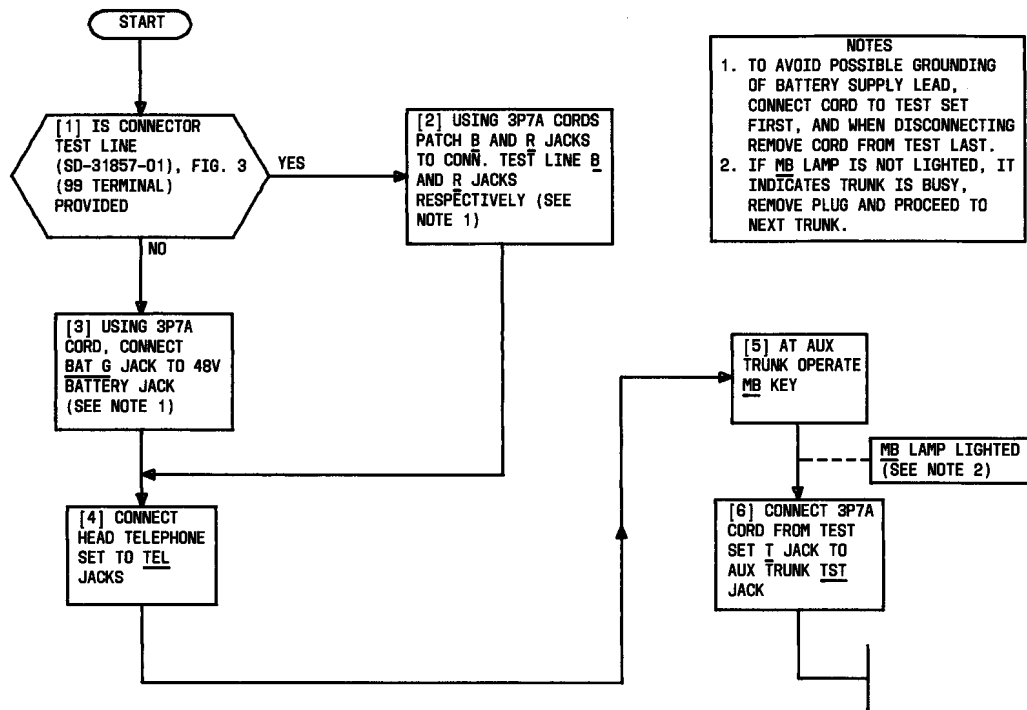 START
[1] IS CONNECTOR
TEST LINE
(SD-31857-01), FIG. 3
(99 TERMINAL)
PROVIDED
YES
NO
[2] USING 3P7A CORDS
PATCH B AND R JACKS
TO CONN. TEST LINE B
AND R JACKS
RESPECTIVELY (SEE
NOTE 1)
[3] USING 3P7A
CORD, CONNECT
BAT G JACK TO 48V
BATTERY JACK
(SEE NOTE 1)
[4] CONNECT
HEAD TELEPHONE
SET TO TEL
JACKS
NOTES
1. TO AVOID POSSIBLE GROUNDING
OF BATTERY SUPPLY LEAD,
CONNECT CORD TO TEST SET
FIRST, AND WHEN DISCONNECTING
REMOVE CORD FROM TEST LAST.
2. IF MB LAMP IS NOT LIGHTED, IT
INDICATES TRUNK IS BUSY,
REMOVE PLUG AND PROCEED TO
NEXT TRUNK.
[5] AT AUX
TRUNK OPERATE
MB KEY
MB LAMP LIGHTED
(SEE NOTE 2)
[6] CONNECT 3P7A
CORD FROM TEST
SET T JACK TO
AUX TRUNK TST
JACK